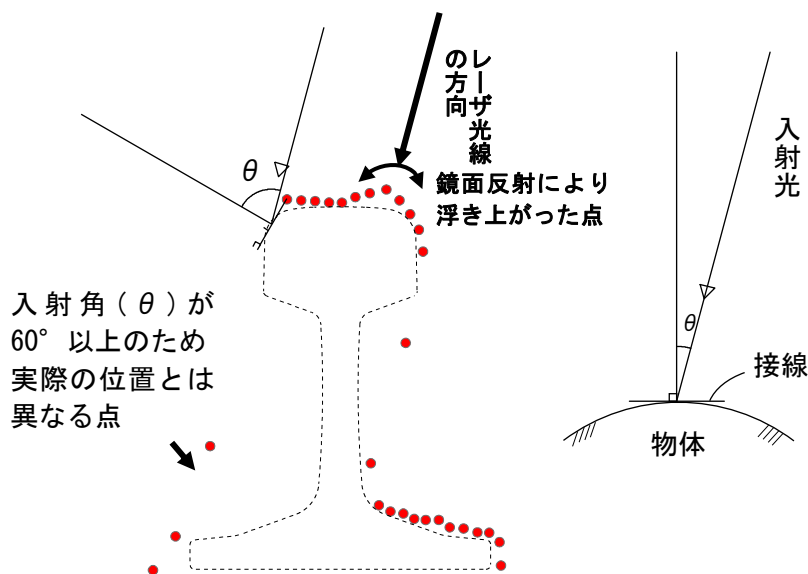 レーザ光線
の方向
θ
鏡面反射により
浮き上がった点
入射角(θ)が
60°以上のため
実際の位置とは
異なる点
入射光
θ
接線
物体